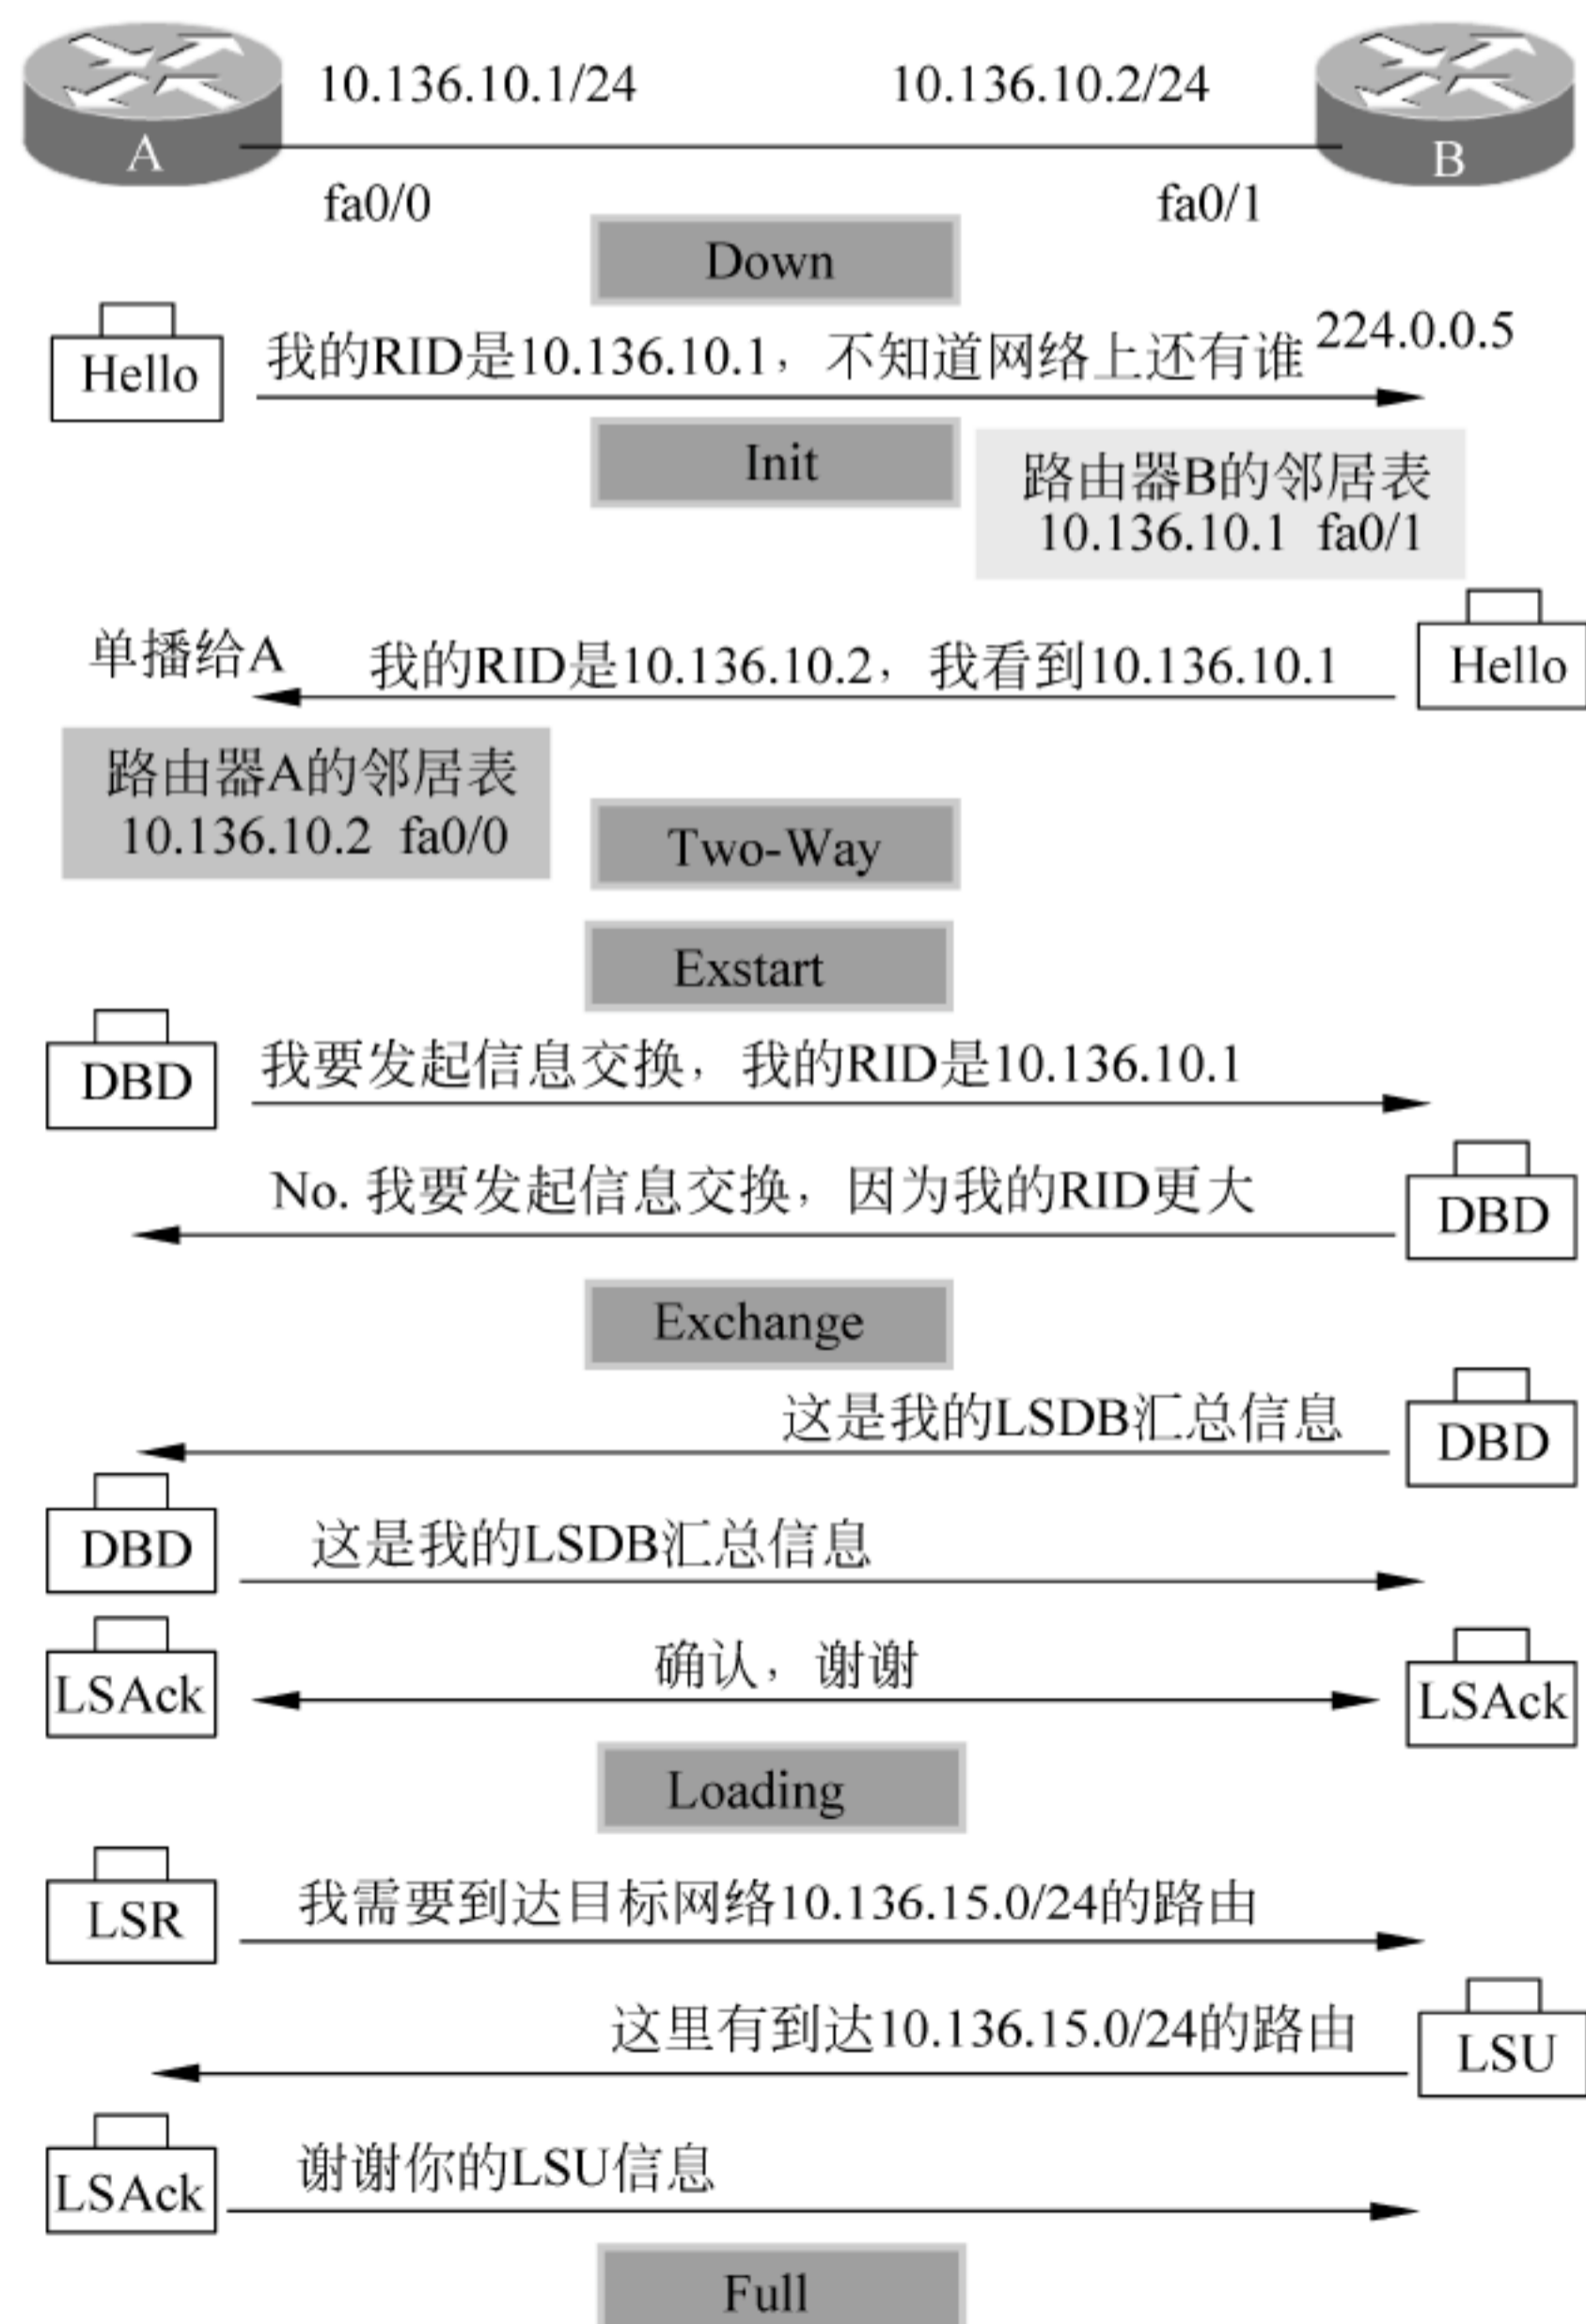 10.136.10.1/24
10.136.10.2/24
A
B
fa0/0
fa0/1
Down
Hello
我的RID是10.136.10.1，不知道网络上还有谁
224.0.0.5
Init
路由器B的邻居表
10.136.10.1 fa0/1
单播给A
我的RID是10.136.10.2，我看到10.136.10.1
Hello
路由器A的邻居表
10.136.10.2 fa0/0
Two-Way
Exstart
DBD
我要发起信息交换，我的RID是10.136.10.1
No. 我要发起信息交换，因为我的RID更大
DBD
Exchange
这是我的LSDB汇总信息
DBD
DBD
这是我的LSDB汇总信息
LSAck
确认，谢谢
LSAck
Loading
LSR
我需要到达目标网络10.136.15.0/24的路由
这里有到达10.136.15.0/24的路由
LSU
LSAck
谢谢你的LSU信息
Full